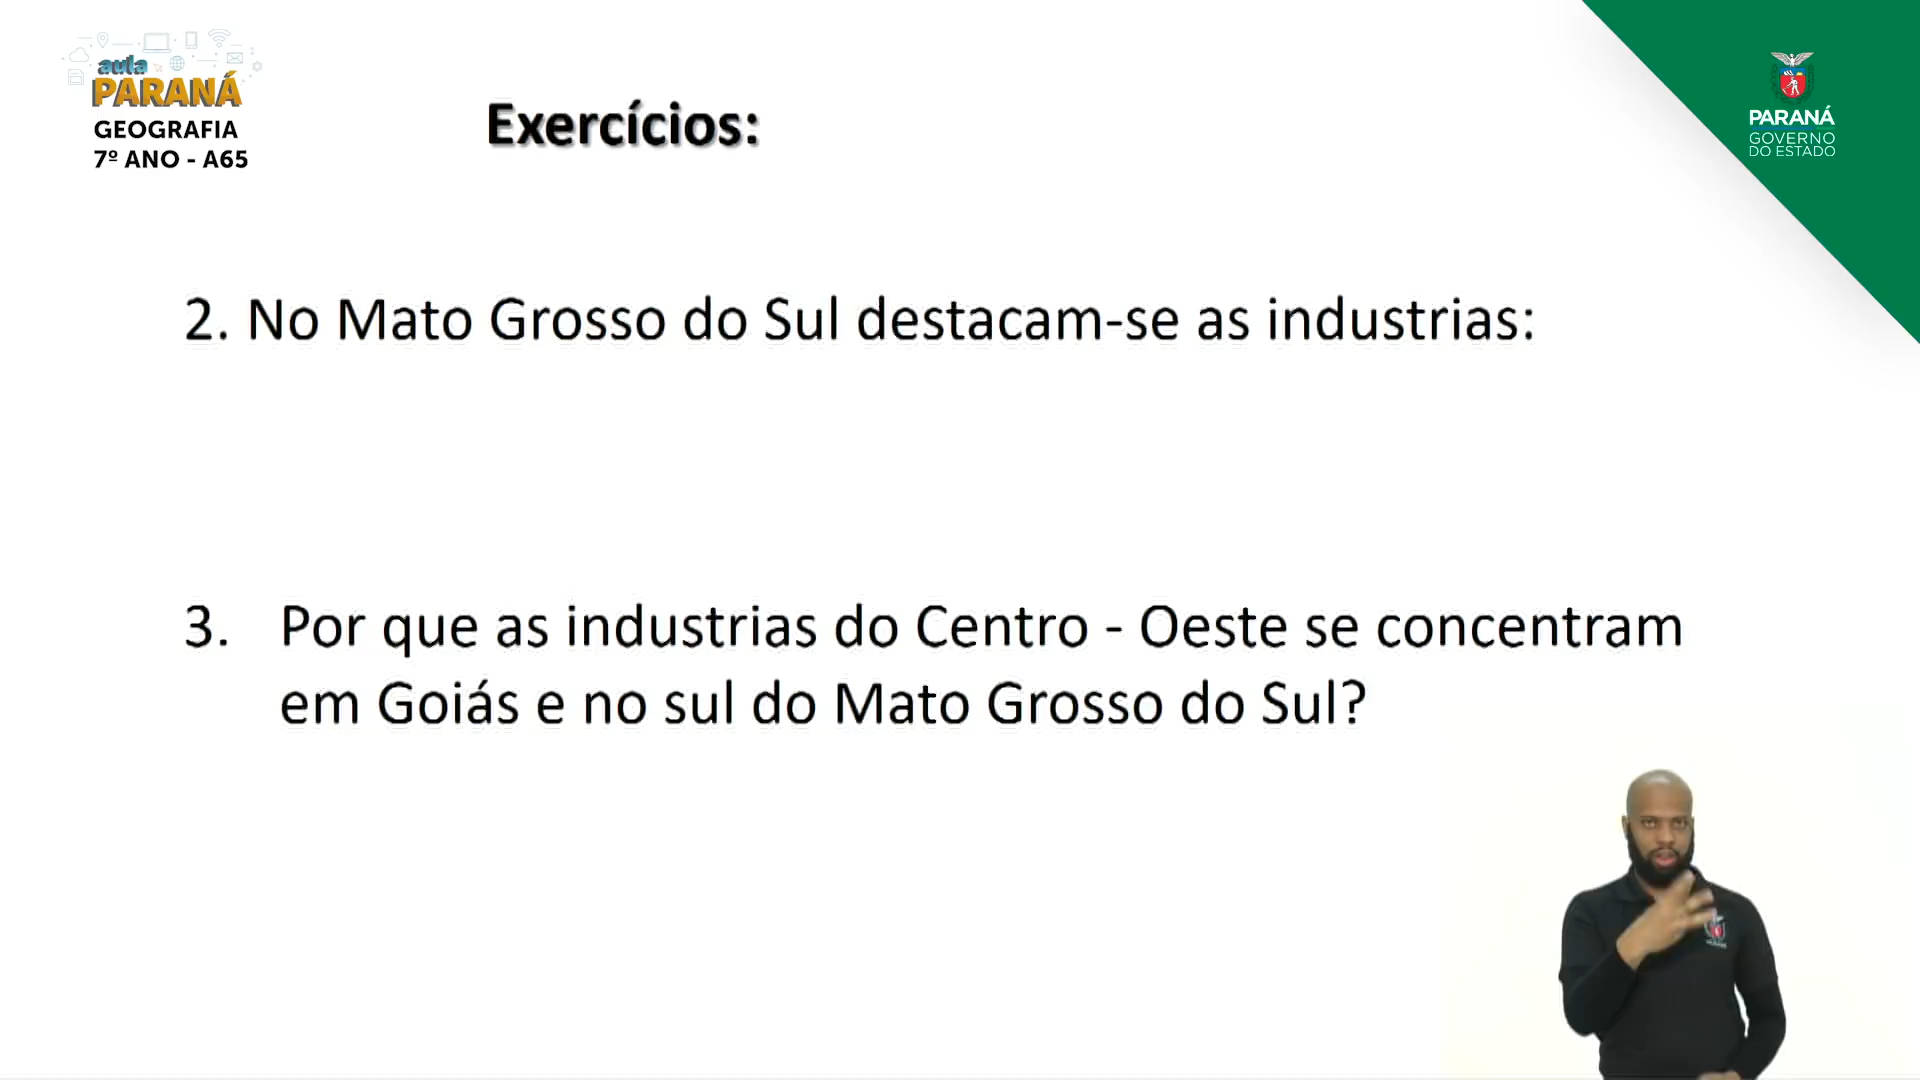 aula
PARANÁ
GEOGRAFIA
7º ANO - A65
Exercícios:
PARANÁ
GOVERNO
DO ESTADO
2. No Mato Grosso do Sul destacam-se as industrias:
3. Por que as industrias do Centro - Oeste se concentram
em Goiás e no sul do Mato Grosso do Sul?